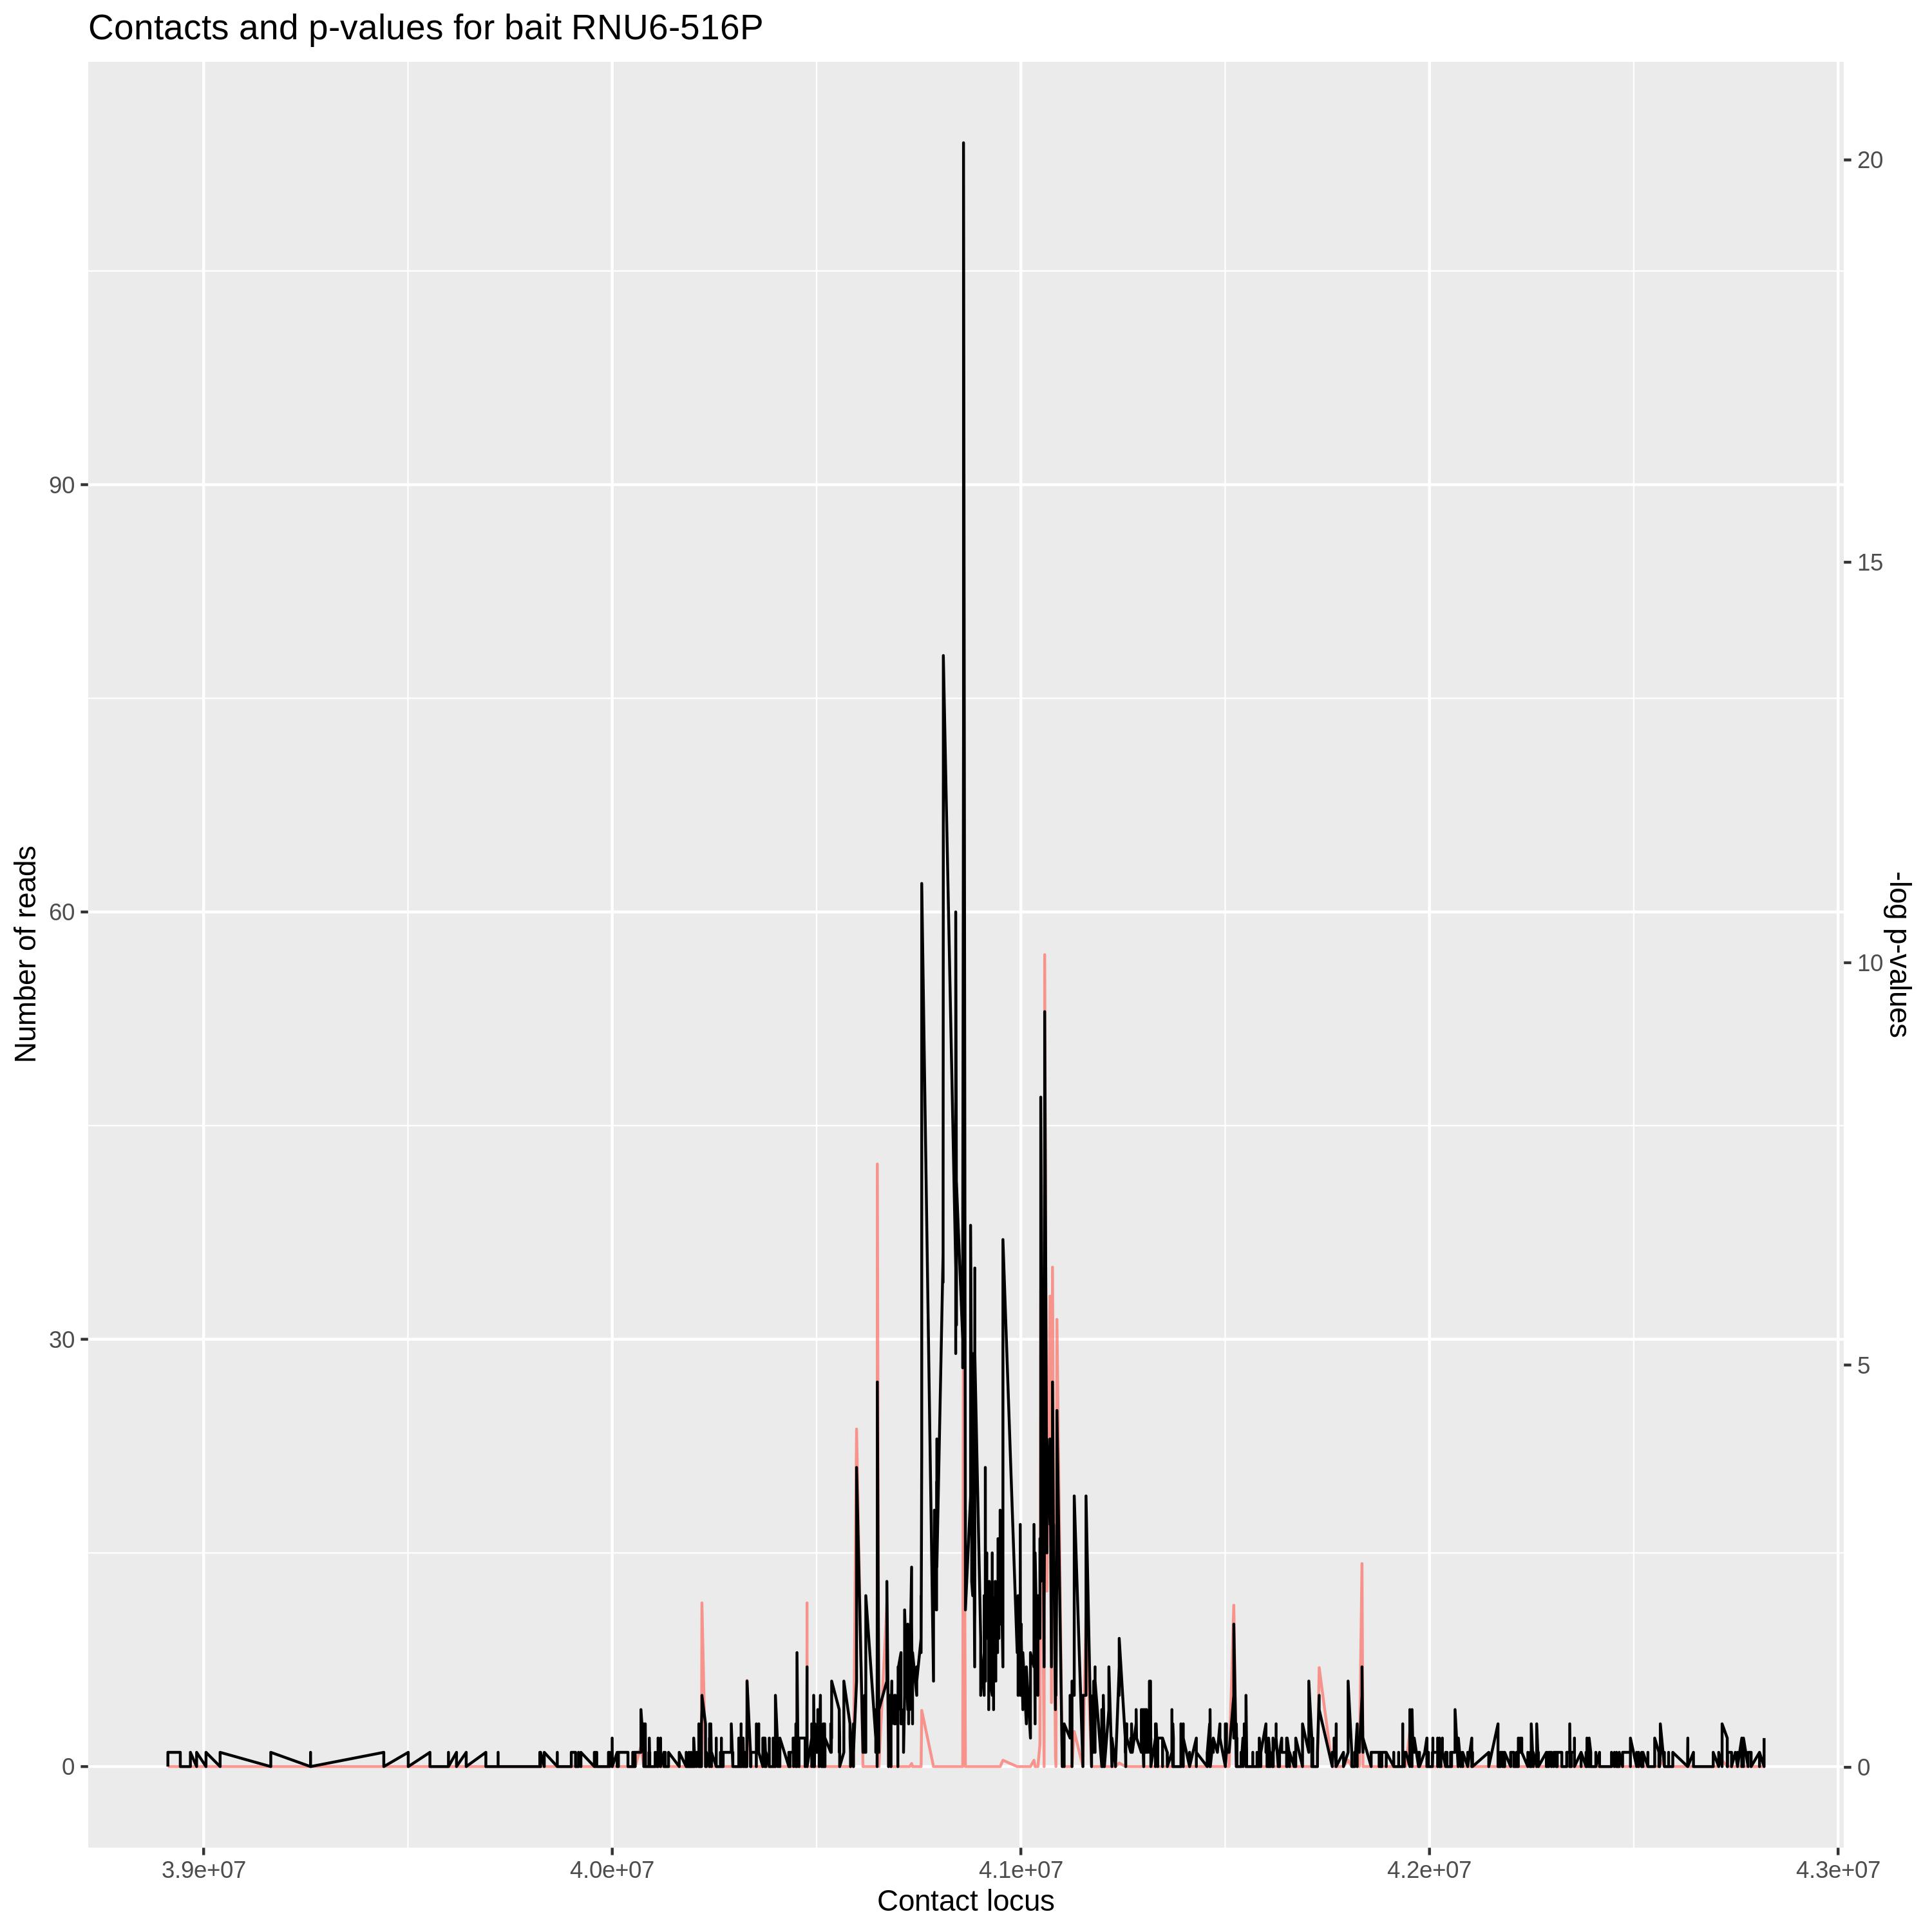 Contacts and p-values for bait RNU6-516P
Number of reads
90
60
30
0
20
15
10
5
0
-log p-values
3.9e+07 4.0e+07 4.1e+07 4.2e+07 4.3e+07
Contact locus